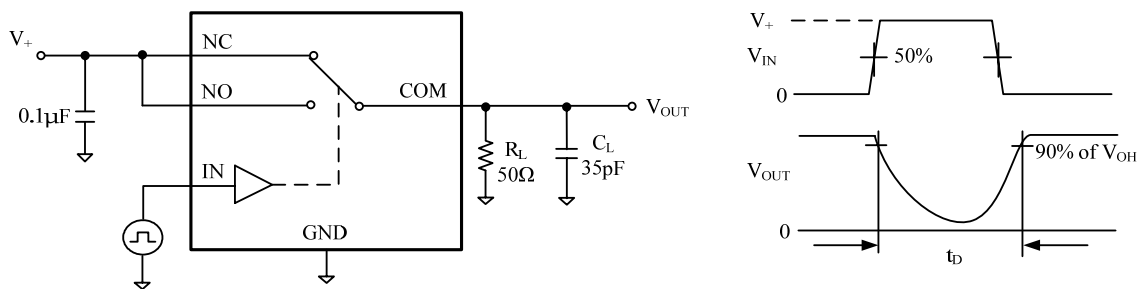 V+
NC
NO
COM
0.1μF
IN
GND
RL
50Ω
CL
35pF
VOUT
V+
VIN
50%
0
VOUT
90% of VOH
0
tD